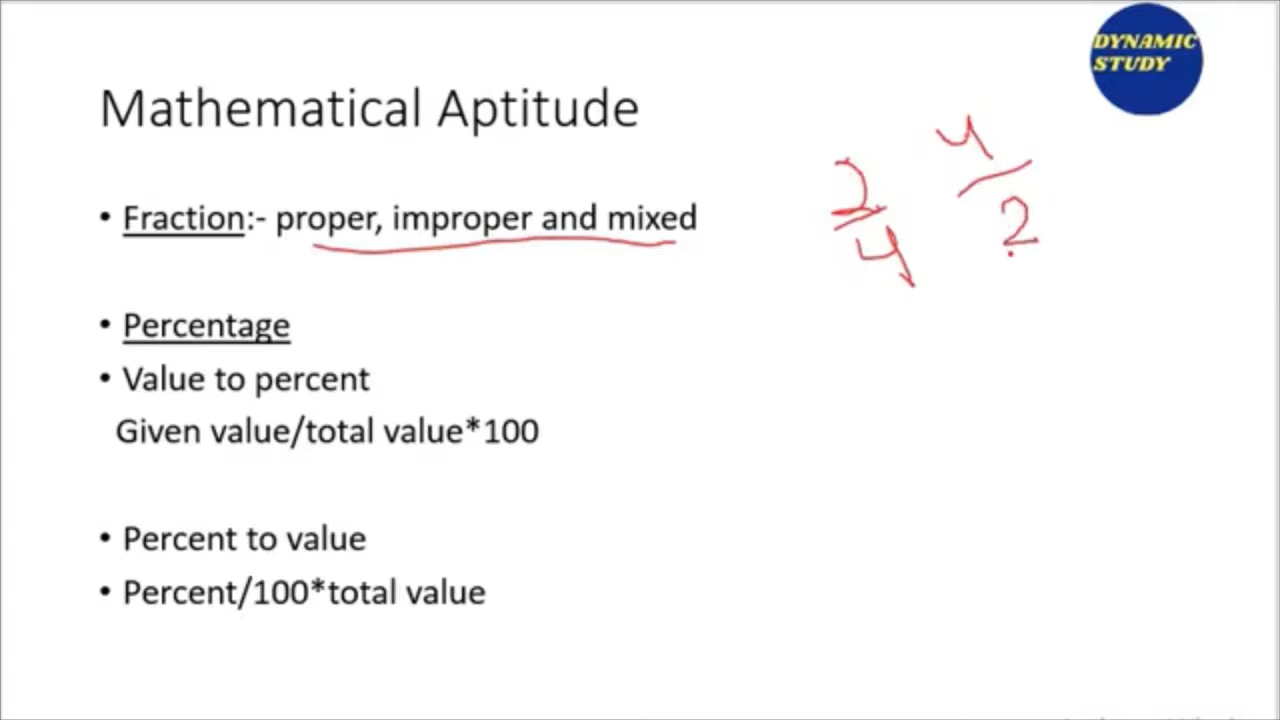 DYNAMIC
STUDY
Mathematical Aptitude
• Fraction:- proper, improper and mixed
2/4
4/2
• Percentage
• Value to percent
Given value/total value*100
• Percent to value
• Percent/100*total value